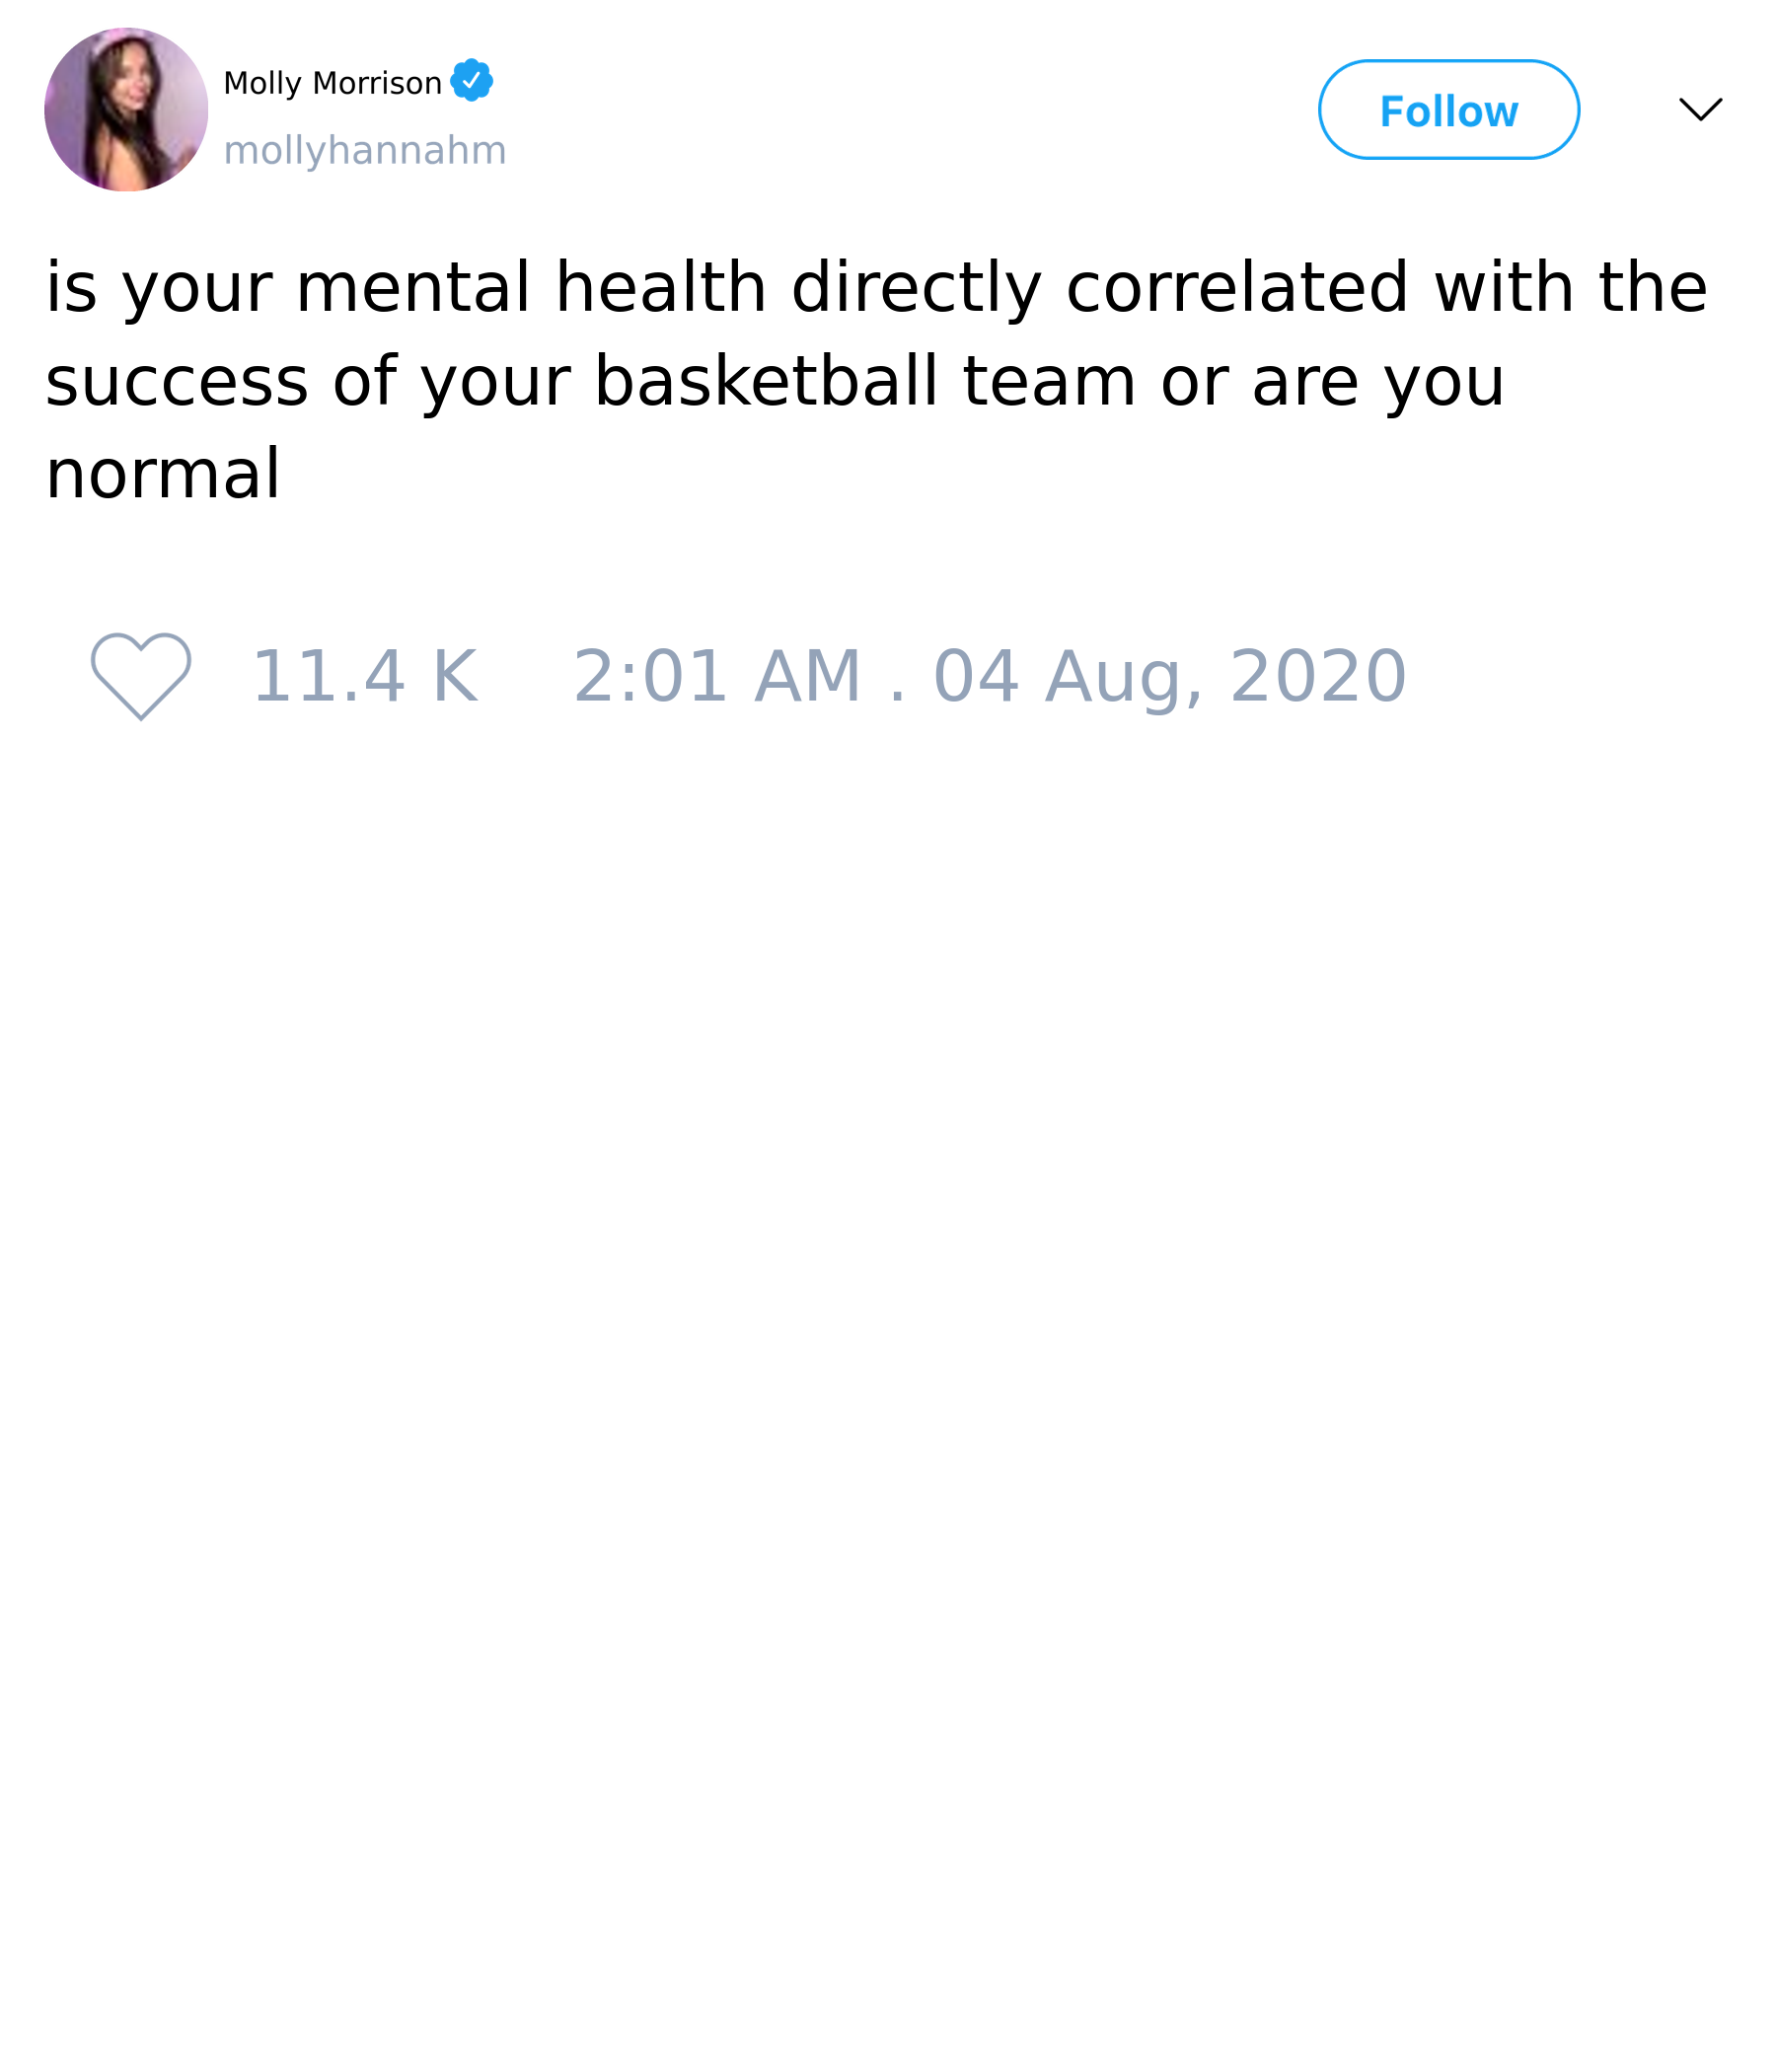 Molly Morrison
mollyhannahm
Follow
is your mental health directly correlated with the
success of your basketball team or are you
normal
11.4 K 2:01 AM . 04 Aug, 2020